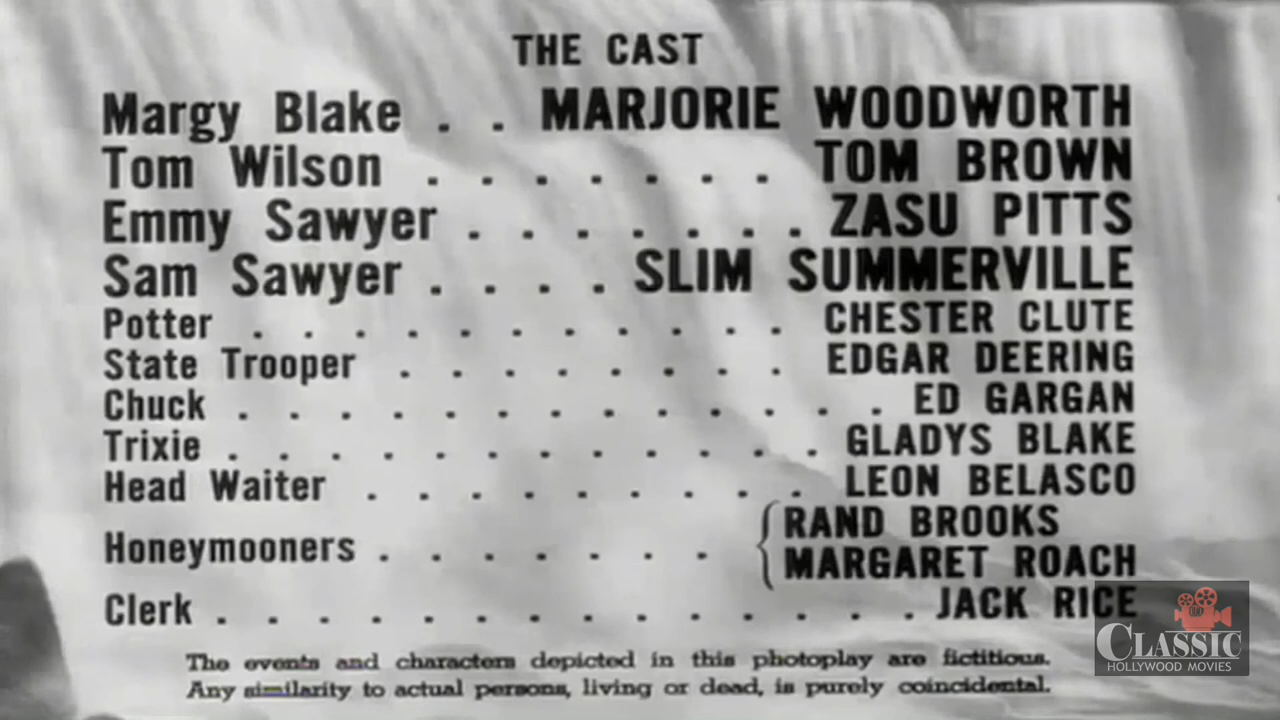 THE CAST
Margy Blake . . MARJORIE WOODWORTH
Tom Wilson . . . . . . . TOM BROWN
Emmy Sawyer . . . . . . . ZASU PITTS
Sam Sawyer . . . . SLIM SUMMERVILLE
Potter . . . . . . . . . . . . CHESTER CLUTE
State Trooper . . . . . . . . EDGAR DEERING
Chuck . . . . . . . . . . . . . . ED GARGAN
Trixie . . . . . . . . . . . . GLADYS BLAKE
Head Waiter . . . . . . . . . LEON BELASCO
Honeymooners . . . . . . . { RAND BROOKS
MARGARET ROACH
Clerk . . . . . . . . . . . . . . JACK RICE
The events and characters depicted in this photoplay are fictitious.
Any similarity to actual persons, living or dead, is purely coincidental.
CLASSIC
HOLLYWOOD MOVIES